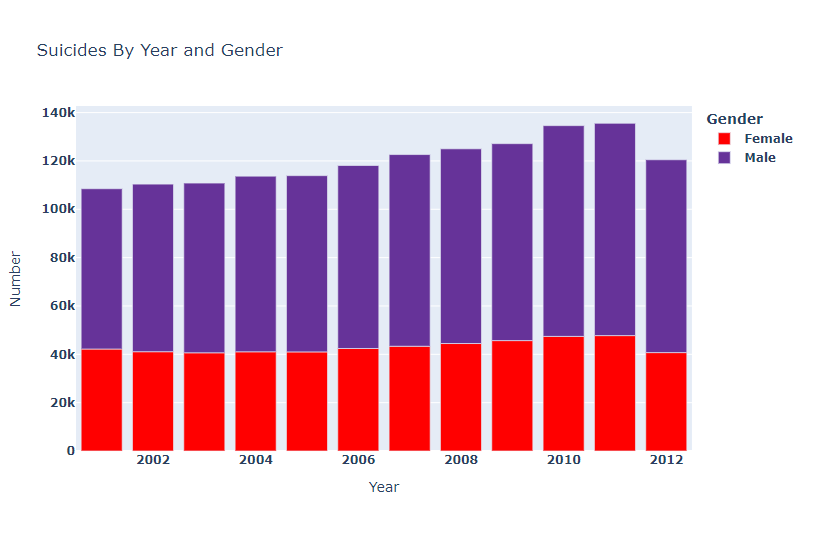 Suicides By Year and Gender
140k
120k
100k
80k
60k
40k
20k
0
Number
2002 2004 2006 2008 2010 2012
Year
Gender
Female
Male